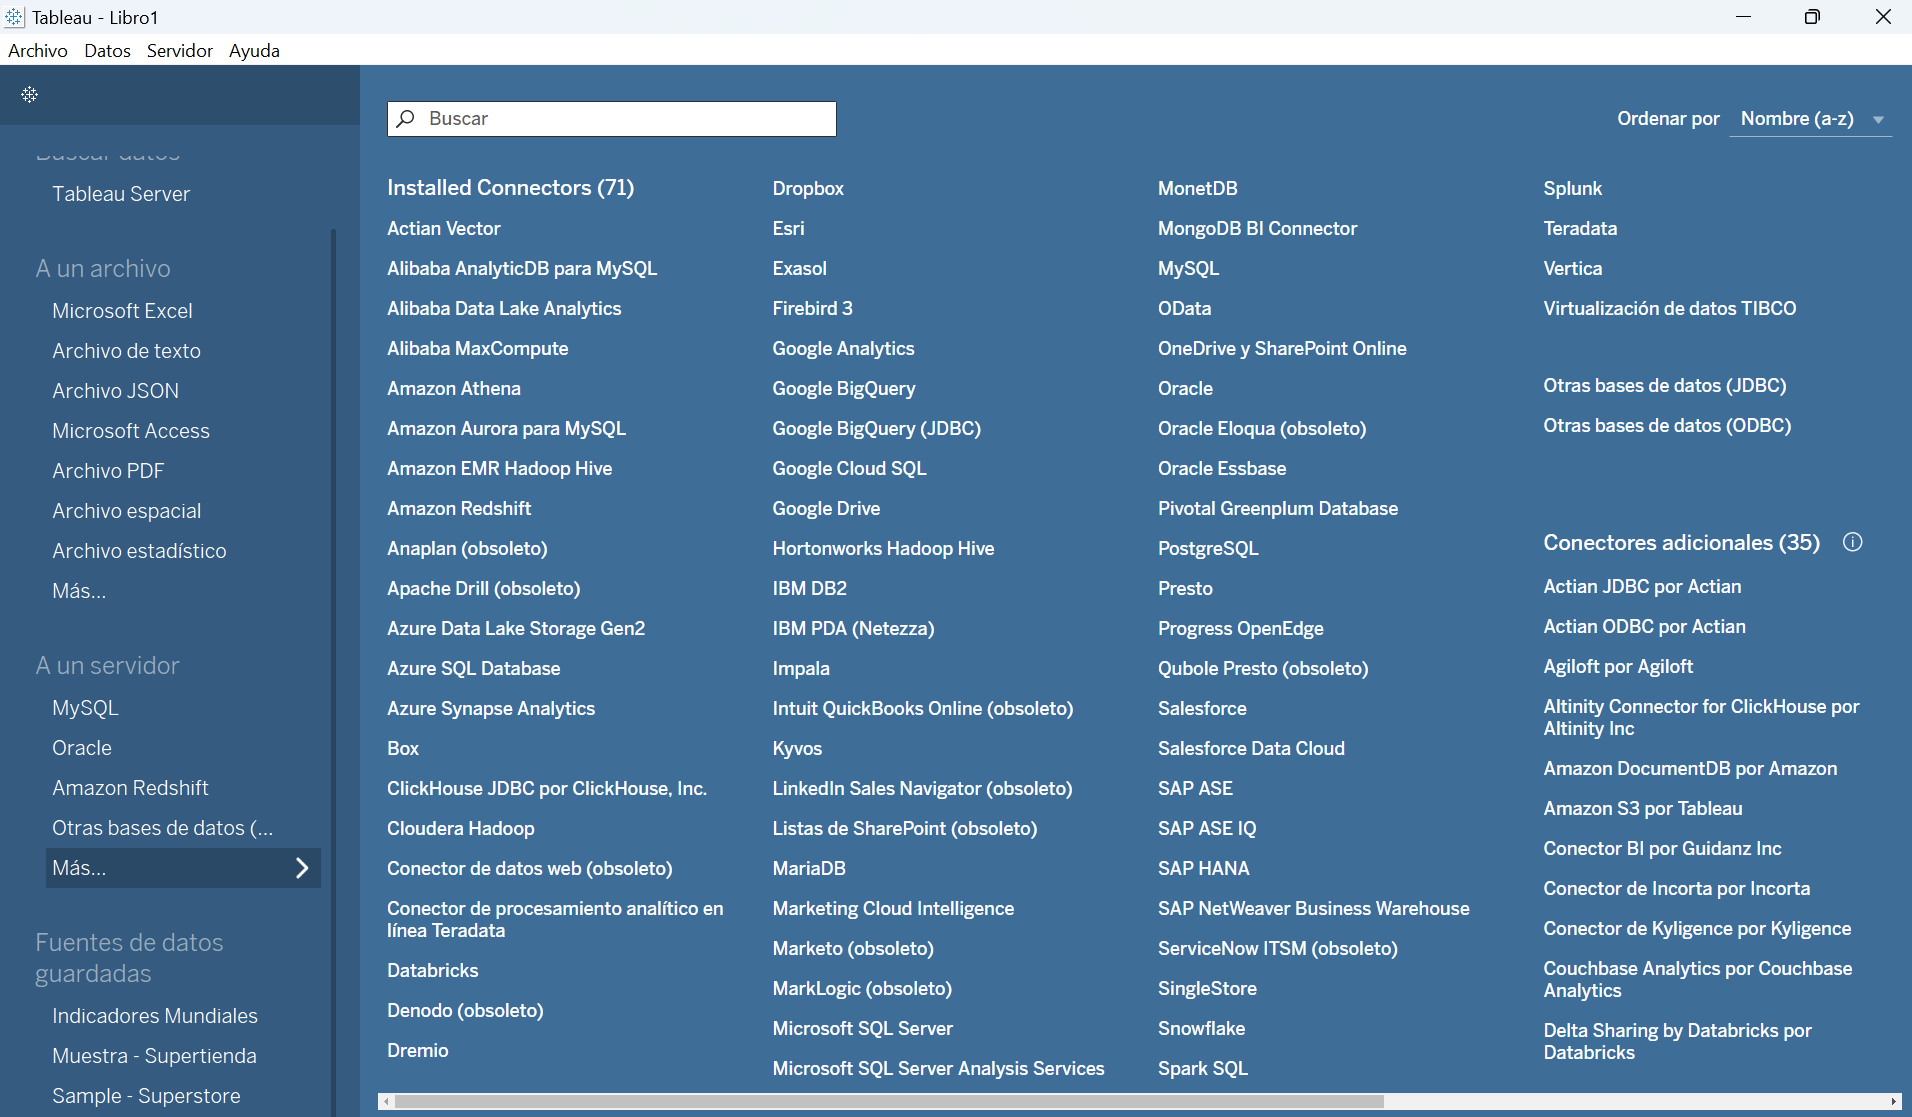 Tableau - Libro1
Archivo Datos Servidor Ayuda
Buscar datos
Tableau Server
A un archivo
Microsoft Excel
Archivo de texto
Archivo JSON
Microsoft Access
Archivo PDF
Archivo espacial
Archivo estadístico
Más...
A un servidor
MySQL
Oracle
Amazon Redshift
Otras bases de datos (...
Más...
Fuentes de datos
guardadas
Indicadores Mundiales
Muestra - Supertienda
Sample - Superstore
Buscar
Ordenar por Nombre (a-z)
Installed Connectors (71)
Actian Vector
Alibaba AnalyticDB para MySQL
Alibaba Data Lake Analytics
Alibaba MaxCompute
Amazon Athena
Amazon Aurora para MySQL
Amazon EMR Hadoop Hive
Amazon Redshift
Anaplan (obsoleto)
Apache Drill (obsoleto)
Azure Data Lake Storage Gen2
Azure SQL Database
Azure Synapse Analytics
Box
ClickHouse JDBC por ClickHouse, Inc.
Cloudera Hadoop
Conector de datos web (obsoleto)
Conector de procesamiento analítico en
línea Teradata
Databricks
Denodo (obsoleto)
Dremio
Dropbox
Esri
Exasol
Firebird 3
Google Analytics
Google BigQuery
Google BigQuery (JDBC)
Google Cloud SQL
Google Drive
Hortonworks Hadoop Hive
IBM DB2
IBM PDA (Netezza)
Impala
Intuit QuickBooks Online (obsoleto)
Kyvos
LinkedIn Sales Navigator (obsoleto)
Listas de SharePoint (obsoleto)
MariaDB
Marketing Cloud Intelligence
Marketo (obsoleto)
MarkLogic (obsoleto)
Microsoft SQL Server
Microsoft SQL Server Analysis Services
MonetDB
MongoDB BI Connector
MySQL
OData
OneDrive y SharePoint Online
Oracle
Oracle Eloqua (obsoleto)
Oracle Essbase
Pivotal Greenplum Database
PostgreSQL
Presto
Progress OpenEdge
Qubole Presto (obsoleto)
Salesforce
Salesforce Data Cloud
SAP ASE
SAP ASE IQ
SAP HANA
SAP NetWeaver Business Warehouse
ServiceNow ITSM (obsoleto)
SingleStore
Snowflake
Spark SQL
Splunk
Teradata
Vertica
Virtualización de datos TIBCO
Otras bases de datos (JDBC)
Otras bases de datos (ODBC)
Conectores adicionales (35)
Actian JDBC por Actian
Actian ODBC por Actian
Agiloft por Agiloft
Altinity Connector for ClickHouse por
Altinity Inc
Amazon DocumentDB por Amazon
Amazon S3 por Tableau
Conector BI por Guidanz Inc
Conector de Incorta por Incorta
Conector de Kyligence por Kyligence
Couchbase Analytics por Couchbase
Analytics
Delta Sharing by Databricks por
Databricks